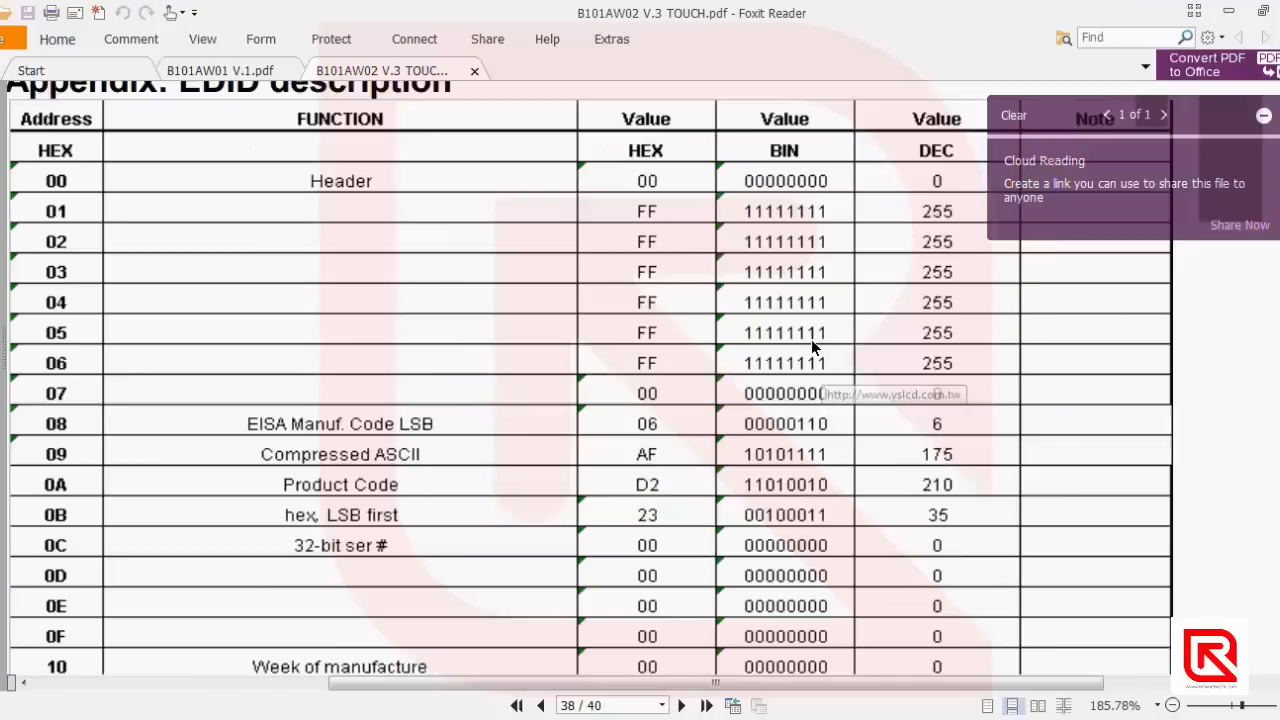 B101AW02 V.3 TOUCH.pdf - Foxit Reader
Home Comment View Form Protect Connect Share Help Extras
Find
Start B101AW01 V.1.pdf B101AW02 V.3 TOUC...
Convert PDF
to Office
Appendix: EDID description
Address FUNCTION Value Value Value Note
HEX HEX BIN DEC
00 Header 00 00000000 0
01 FF 11111111 255
02 FF 11111111 255
03 FF 11111111 255
04 FF 11111111 255
05 FF 11111111 255
06 FF 11111111 255
07 00 00000000 0
08 EISA Manuf. Code LSB 06 00000110 6
09 Compressed ASCII AF 10101111 175
0A Product Code D2 11010010 210
0B hex, LSB first 23 00100011 35
0C 32-bit ser # 00 00000000 0
0D 00 00000000 0
0E 00 00000000 0
0F 00 00000000 0
10 Week of manufacture 00 00000000 0
Clear 1 of 1
Cloud Reading
Create a link you can use to share this file to
anyone
Share Now
http://www.yslcd.com.tw
38 / 40
185.78%